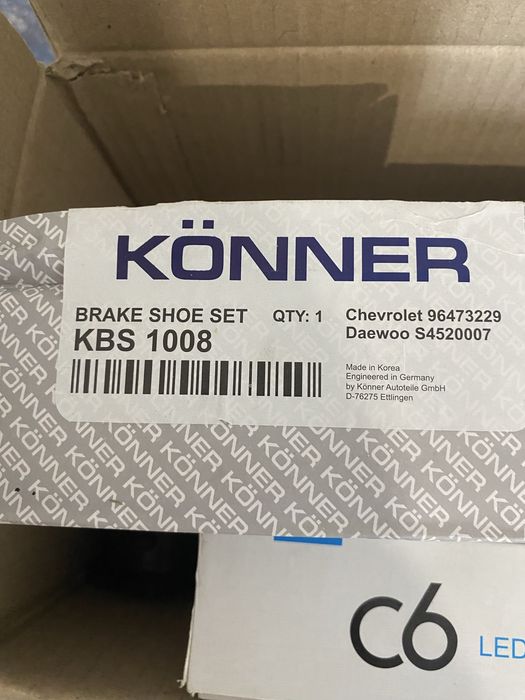 KÖNNER
BRAKE SHOE SET QTY: 1 Chevrolet 96473229
KBS 1008 Daewoo S4520007
Made in Korea
Engineered in Germany
by Könner Autoteile GmbH
D-76275 Ettlingen
C6 LED